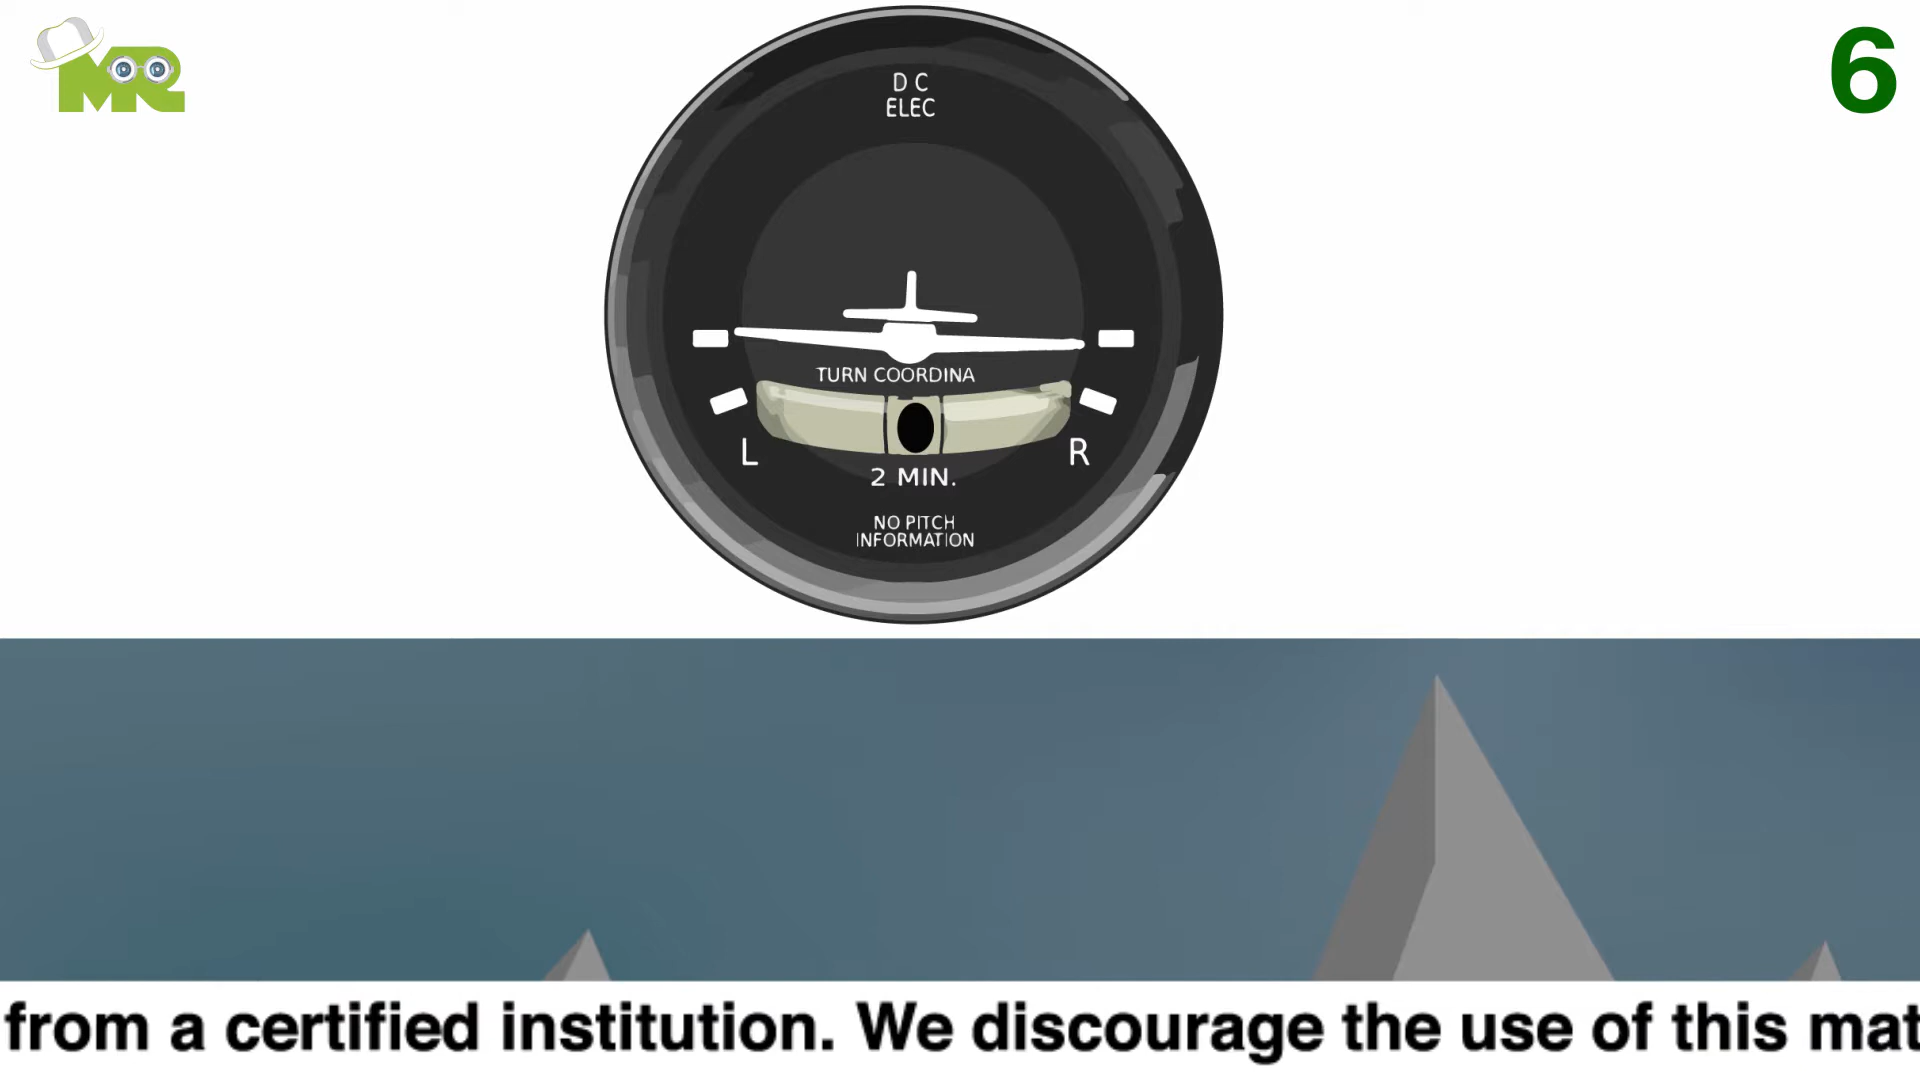 MR
6
D C
ELEC
TURN COORDINA
L
R
2 MIN.
NO PITCH
INFORMATION
from a certified institution. We discourage the use of this mat